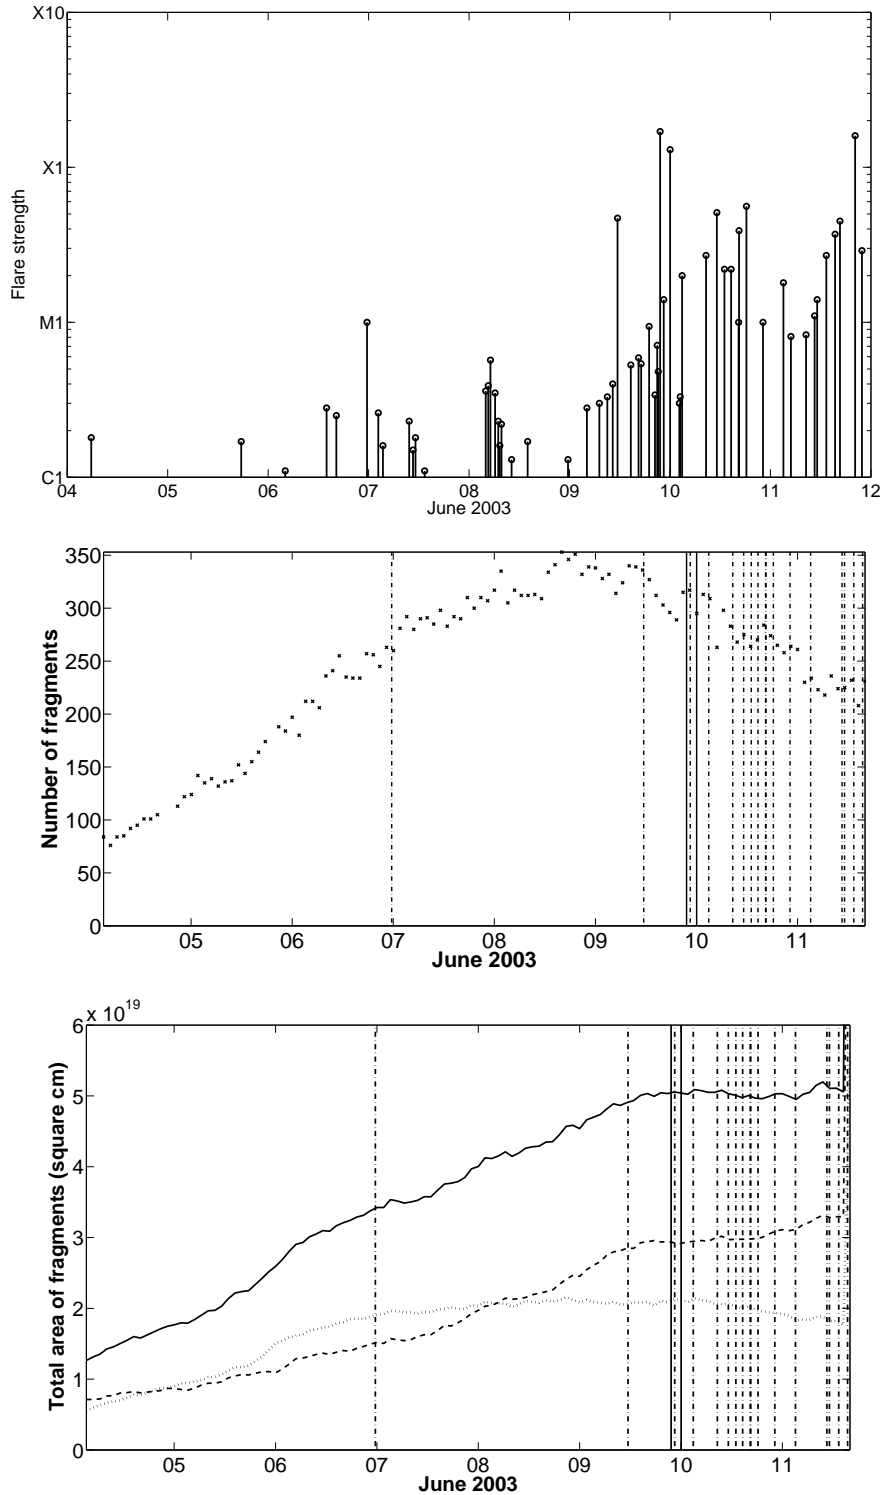 X10
X1
M1
C1
Flare strength
04 05 06 07 08 09 10 11 12
June 2003
350
300
250
200
150
100
50
0
Number of fragments
05 06 07 08 09 10 11
June 2003
x 10^19
6
5
4
3
2
1
0
Total area of fragments (square cm)
05 06 07 08 09 10 11
June 2003